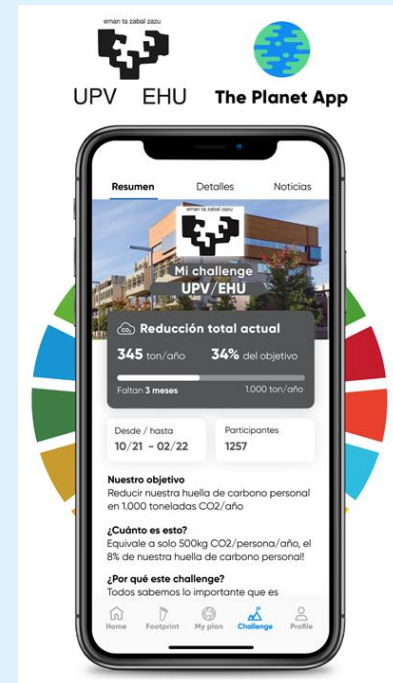 eman ta zabal zazu
UPV EHU
The Planet App
Resumen Detalles Noticias
eman ta zabal zazu
Mi challenge
UPV/EHU
CO₂ Reducción total actual
345 ton/año 34% del objetivo
Faltan 3 meses 1.000 ton/año
Desde / hasta Participantes
10/21 - 02/22 1257
Nuestro objetivo
Reducir nuestra huella de carbono personal
en 1.000 toneladas CO2/año
¿Cuánto es esto?
Equivale a solo 500kg CO2/persona/año, el
8% de nuestra huella de carbono personal!
¿Por qué este challenge?
Todos sabemos lo importante que es
Home Footprint My plan Challenge Profile